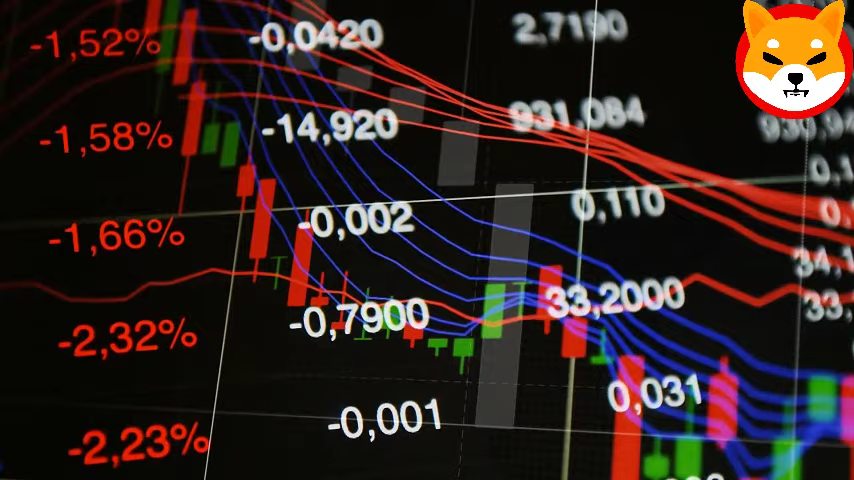 -1,52% -0,0420 2,7190
-1,58% -14,920 931,084
-1,66% -0,002 0,110
-2,32% -0,7900 33,2000
-2,23% -0,001 0,031